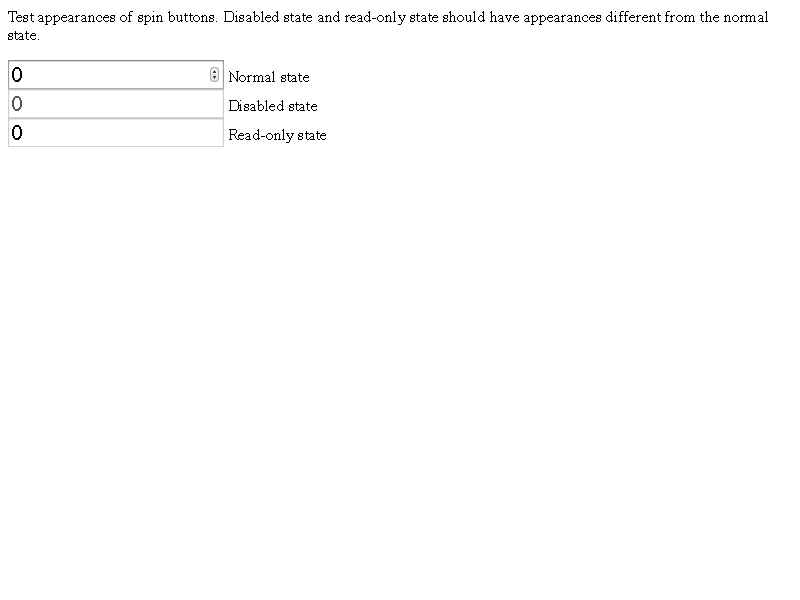 Test appearances of spin buttons. Disabled state and read-only state should have appearances different from the normal
state.
0 Normal state
0 Disabled state
0 Read-only state